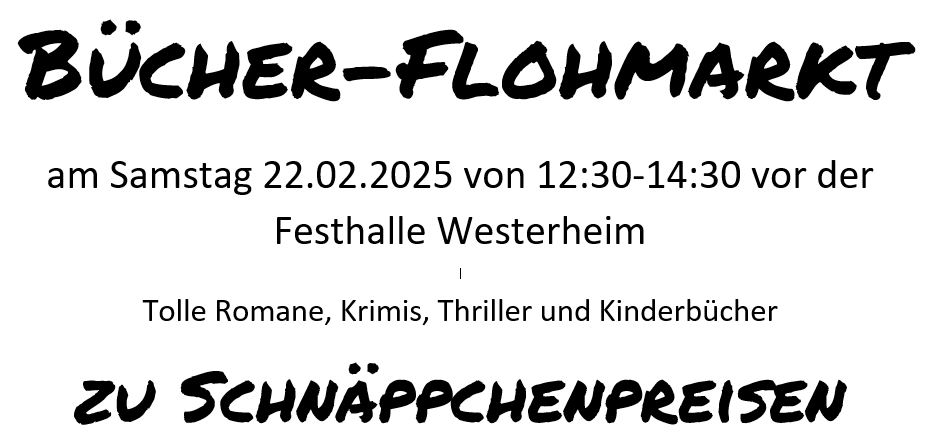 Bücher-Flohmarkt
am Samstag 22.02.2025 von 12:30-14:30 vor der
Festhalle Westerheim
Tolle Romane, Krimis, Thriller und Kinderbücher
zu Schnäppchenpreisen